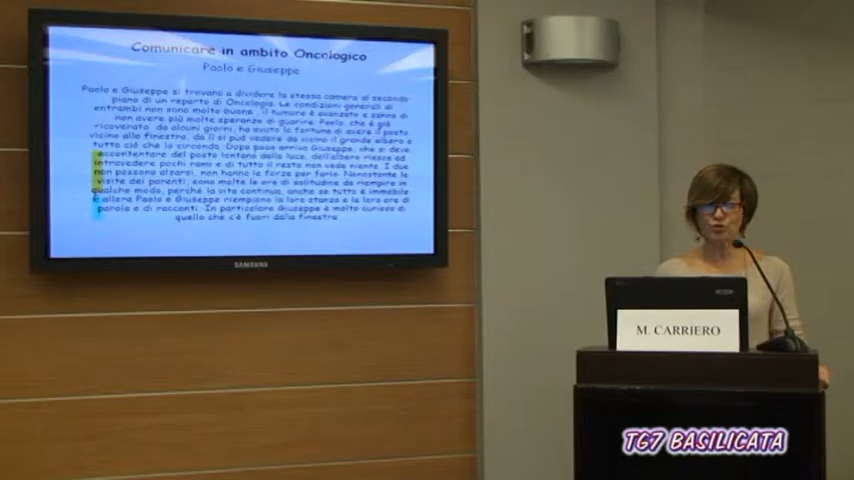 Comunicare in ambito Oncologico
Paolo e Giuseppe
Paolo e Giuseppe si trovano a dividere la stessa camera al secondo
piano di un reparto di Oncologia. Le condizioni generali di
entrambi non sono molto buone, il tumore è avanzato e sanno di
non avere più molte speranze di guarire. Paolo, che è già
ricoverato da alcuni giorni, ha avuto la fortuna di avere il posto
vicino alla finestra, da lì si può vedere da vicino il grande albero e
tutto ciò che lo circonda. Dopo poco arriva Giuseppe, che si deve
accontentare del posto lontano dalla luce, dall'albero riesce ad
intravedere pochi rami e di tutto il resto non vede niente. I due
non possono alzarsi, non hanno le forze per farlo. Nonostante le
visite dei parenti, sono molte le ore di solitudine da riempire in
qualche modo, perché la vita continua, anche se tutto è immobile
E allora Paolo e Giuseppe riempiono la loro stanza e le loro ore di
parole e di racconti. In particolare Giuseppe è molto curioso di
quello che c'è fuori dalla finestra
SAMSUNG
M. CARRIERO
TG7 BASILICATA